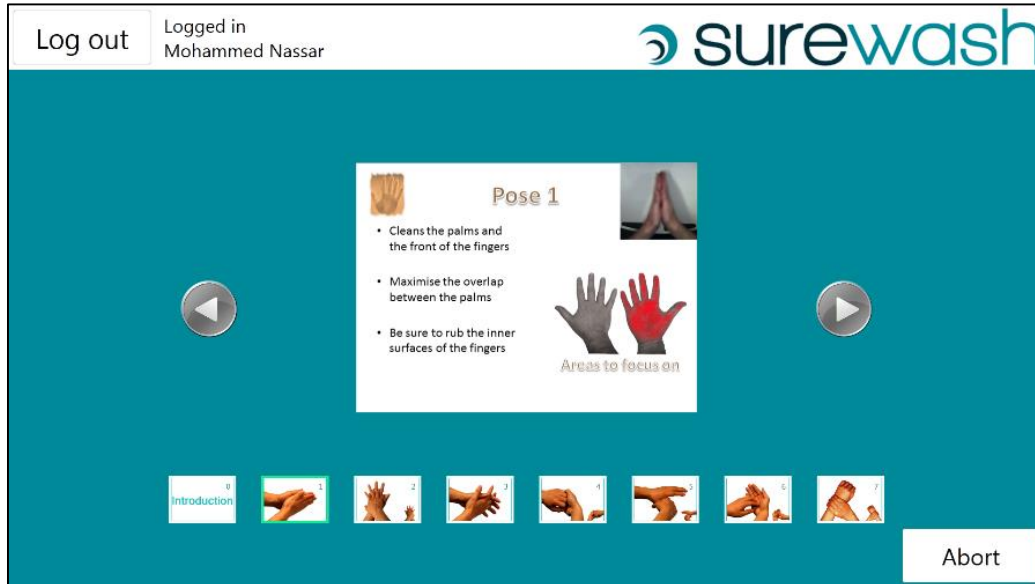 Log out
Logged in
Mohammed Nassar
surewash
Pose 1
• Cleans the palms and
the front of the fingers
• Maximise the overlap
between the palms
• Be sure to rub the inner
surfaces of the fingers
Areas to focus on
0
Introduction
1
2
3
4
5
6
7
Abort